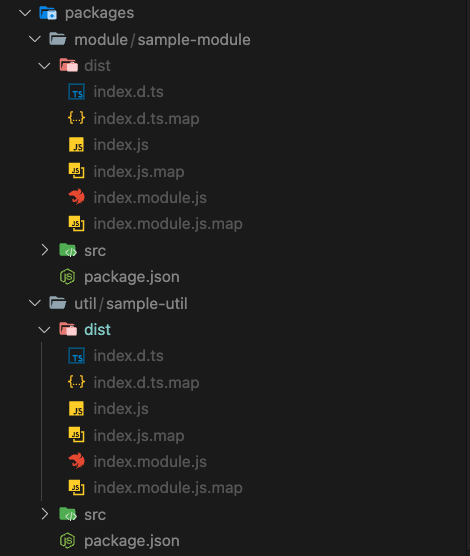 packages
module/sample-module
dist
TS index.d.ts
{..} index.d.ts.map
JS index.js
JS index.js.map
index.module.js
JS index.module.js.map
src
JS package.json
util/sample-util
dist
TS index.d.ts
{..} index.d.ts.map
JS index.js
JS index.js.map
index.module.js
JS index.module.js.map
src
JS package.json